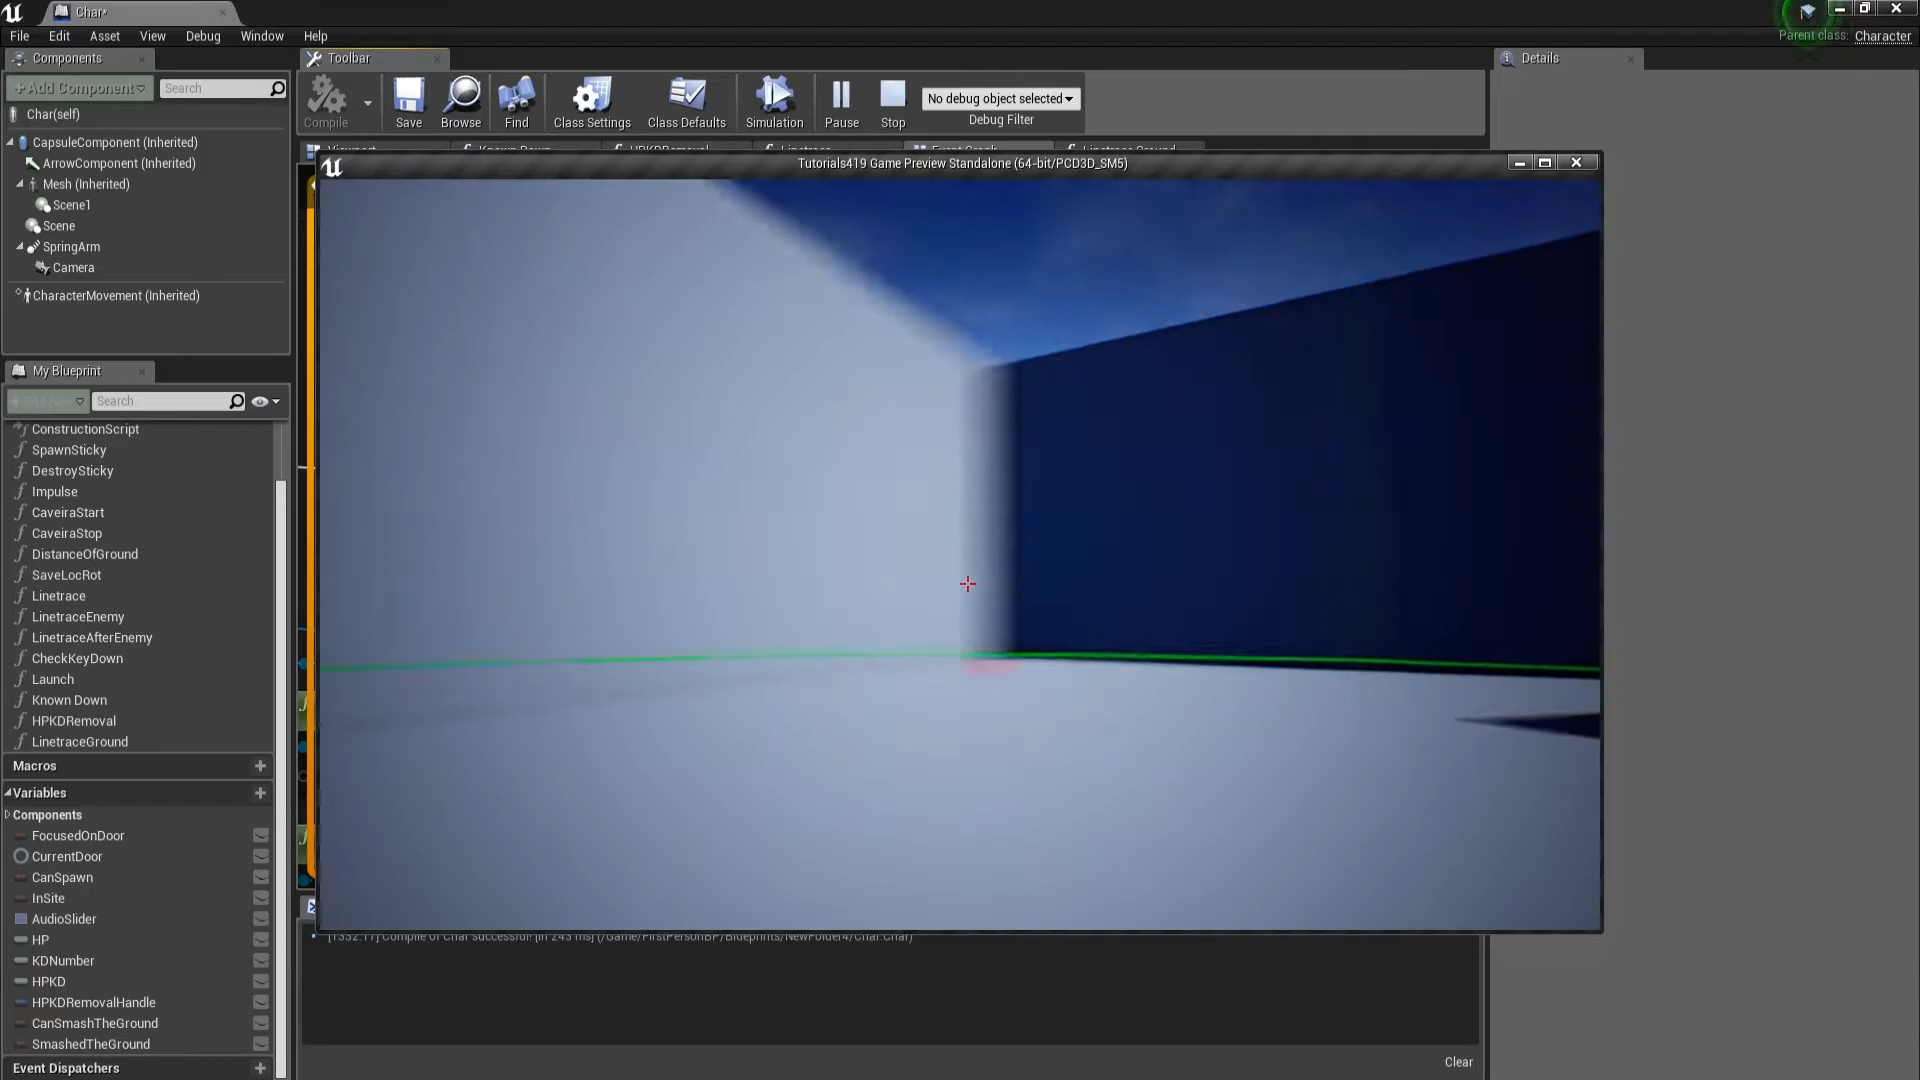 Char*
File Edit Asset View Debug Window Help
Parent class: Character
Components
Toolbar
Details
+Add Component
Search
Char(self)
CapsuleComponent (Inherited)
ArrowComponent (Inherited)
Mesh (Inherited)
Scene1
Scene
SpringArm
Camera
CharacterMovement (Inherited)
Compile
Save
Browse
Find
Class Settings
Class Defaults
Simulation
Pause
Stop
No debug object selected
Debug Filter
Viewport
Known Down
HPKDRemoval
Linetrace
Event Graph
Linetrace Ground
Tutorials419 Game Preview Standalone (64-bit/PCD3D_SM5)
My Blueprint
Search
ConstructionScript
SpawnSticky
DestroySticky
Impulse
CaveiraStart
CaveiraStop
DistanceOfGround
SaveLocRot
Linetrace
LinetraceEnemy
LinetraceAfterEnemy
CheckKeyDown
Launch
Known Down
HPKDRemoval
LinetraceGround
Macros
Variables
Components
FocusedOnDoor
CurrentDoor
CanSpawn
InSite
AudioSlider
HP
KDNumber
HPKD
HPKDRemovalHandle
CanSmashTheGround
SmashedTheGround
Event Dispatchers
[1332.17] Compile of Char successful! [in 243 ms] (/Game/FirstPersonBP/Blueprints/NewFolder4/Char.Char)
Clear